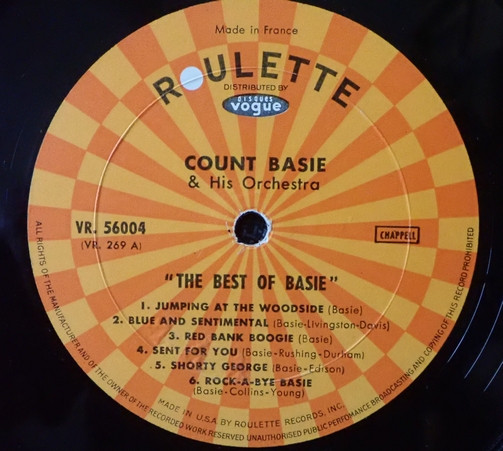 Made in France
ROULETTE
DISTRIBUTED BY
DISQUES
vogue
COUNT BASIE
& His Orchestra
VR. 56004
(VR. 269 A)
CHAPPELL
"THE BEST OF BASIE"
1. JUMPING AT THE WOODSIDE (Basie)
2. BLUE AND SENTIMENTAL (Basie-Livingston-Davis)
3. RED BANK BOOGIE (Basie)
4. SENT FOR YOU (Basie-Rushing-Durham)
5. SHORTY GEORGE (Basie-Edison)
6. ROCK-A-BYE BASIE
(Basie-Collins-Young)
MADE IN U.S.A BY ROULETTE RECORDS, INC.
ALL RIGHTS OF THE MANUFACTURER AND OF THE OWNER OF THE RECORDED WORK RESERVED UNAUTHORISED PUBLIC PERFORMANCE BROADCASTING AND COPYING OF THIS RECORD PROHIBITED